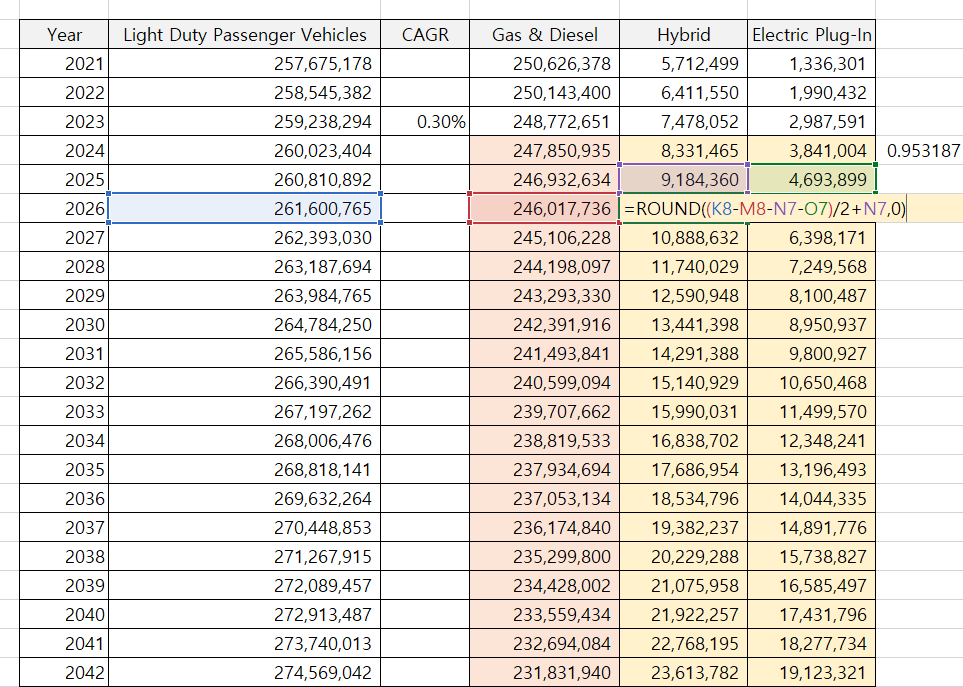 Year Light Duty Passenger Vehicles CAGR Gas & Diesel Hybrid Electric Plug-In
2021 257,675,178 250,626,378 5,712,499 1,336,301
2022 258,545,382 250,143,400 6,411,550 1,990,432
2023 259,238,294 0.30% 248,772,651 7,478,052 2,987,591
2024 260,023,404 247,850,935 8,331,465 3,841,004 0.953187
2025 260,810,892 246,932,634 9,184,360 4,693,899
2026 261,600,765 246,017,736 =ROUND((K8-M8-N7-O7)/2+N7,0)
2027 262,393,030 245,106,228 10,888,632 6,398,171
2028 263,187,694 244,198,097 11,740,029 7,249,568
2029 263,984,765 243,293,330 12,590,948 8,100,487
2030 264,784,250 242,391,916 13,441,398 8,950,937
2031 265,586,156 241,493,841 14,291,388 9,800,927
2032 266,390,491 240,599,094 15,140,929 10,650,468
2033 267,197,262 239,707,662 15,990,031 11,499,570
2034 268,006,476 238,819,533 16,838,702 12,348,241
2035 268,818,141 237,934,694 17,686,954 13,196,493
2036 269,632,264 237,053,134 18,534,796 14,044,335
2037 270,448,853 236,174,840 19,382,237 14,891,776
2038 271,267,915 235,299,800 20,229,288 15,738,827
2039 272,089,457 234,428,002 21,075,958 16,585,497
2040 272,913,487 233,559,434 21,922,257 17,431,796
2041 273,740,013 232,694,084 22,768,195 18,277,734
2042 274,569,042 231,831,940 23,613,782 19,123,321